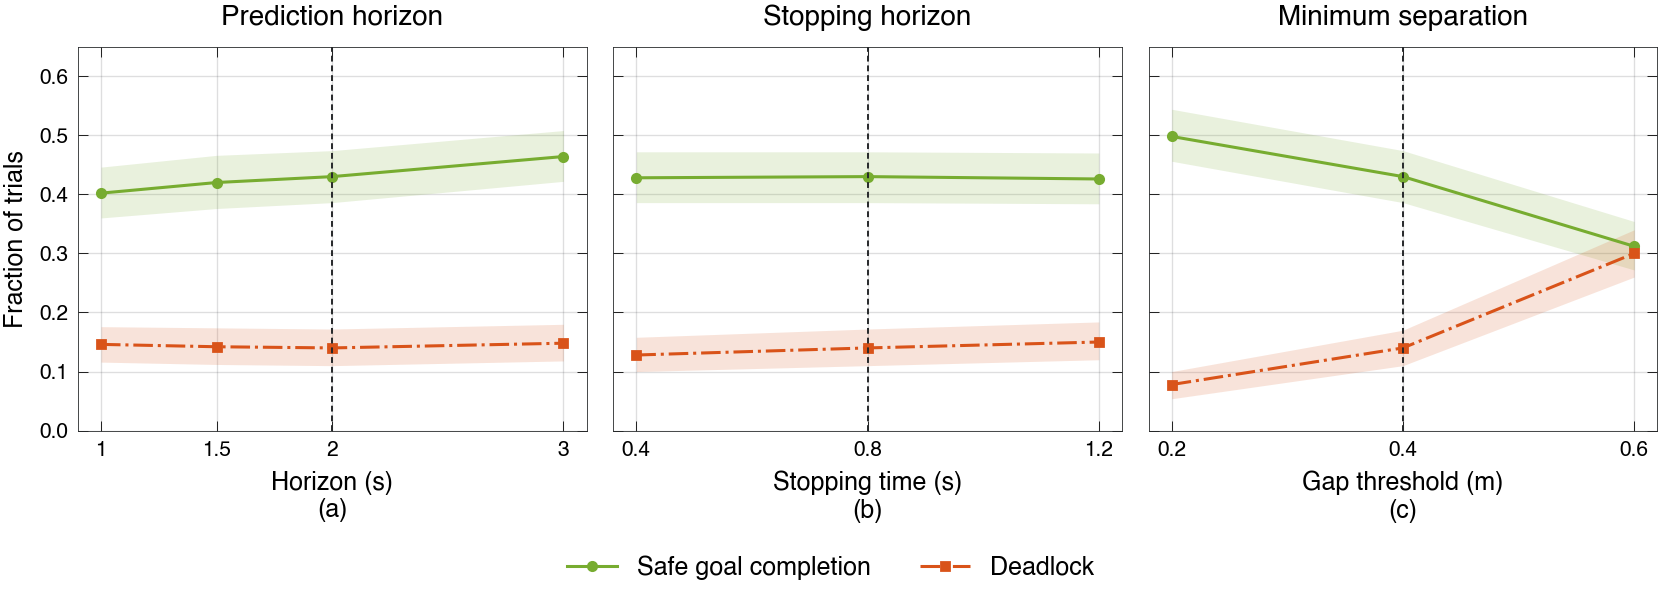 Prediction horizon
Stopping horizon
Minimum separation
Fraction of trials
0.6
0.5
0.4
0.3
0.2
0.1
0.0
1 1.5 2 3
0.4 0.8 1.2
0.2 0.4 0.6
Horizon (s)
Stopping time (s)
Gap threshold (m)
(a)
(b)
(c)
Safe goal completion
Deadlock